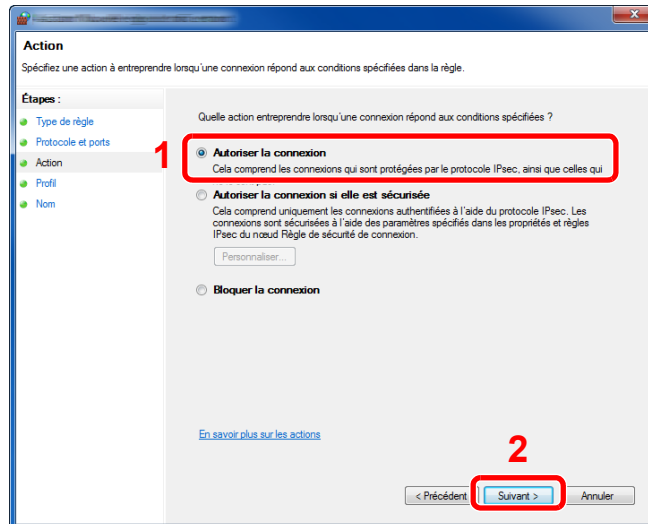 Action
Spécifiez une action à entreprendre lorsqu'une connexion répond aux conditions spécifiées dans la règle.
Étapes :
Type de règle
Protocole et ports
Action
Profil
Nom
Quelle action entreprendre lorsqu'une connexion répond aux conditions spécifiées ?
1
Autoriser la connexion
Cela comprend les connexions qui sont protégées par le protocole IPsec, ainsi que celles qui
Autoriser la connexion si elle est sécurisée
Cela comprend uniquement les connexions authentifiées à l'aide du protocole IPsec. Les
connexions sont sécurisées à l'aide des paramètres spécifiés dans les propriétés et règles
IPsec du nœud Règle de sécurité de connexion.
Personnaliser...
Bloquer la connexion
En savoir plus sur les actions
2
< Précédent
Suivant >
Annuler